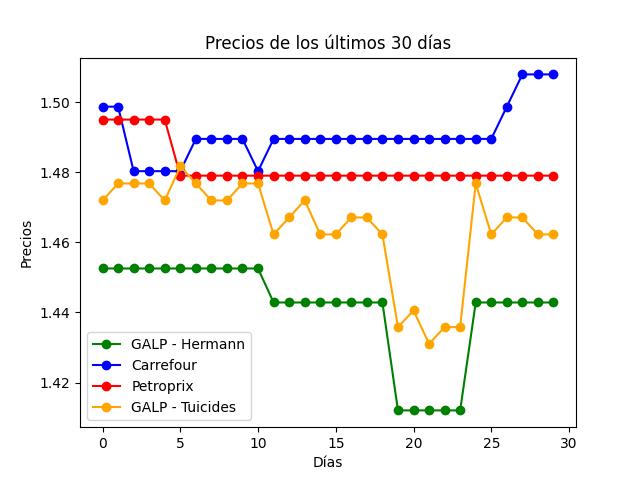 Precios de los últimos 30 días
Precios
1.50
1.48
1.46
1.44
1.42
GALP - Hermann
Carrefour
Petroprix
GALP - Tuicides
0 5 10 15 20 25 30
Días